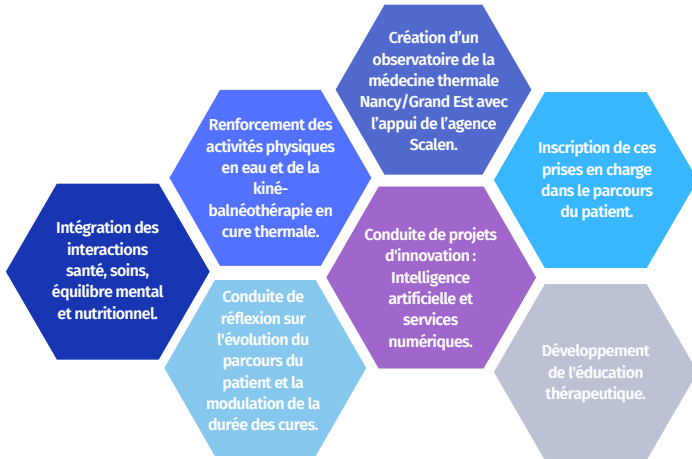 Création d'un
observatoire de la
médecine thermale
Nancy/Grand Est avec
l'appui de l'agence
Scalen.
Renforcement des
activités physiques
en eau et de la
kiné-
balnéothérapie en
cure thermale.
Inscription de ces
prises en charge
dans le parcours
du patient.
Intégration des
interactions
santé, soins,
équilibre mental
et nutritionnel.
Conduite de projets
d'innovation :
Intelligence
artificielle et
services
numériques.
Conduite de
réflexion sur
l'évolution du
parcours du
patient et la
modulation de la
durée des cures.
Développement
de l'éducation
thérapeutique.